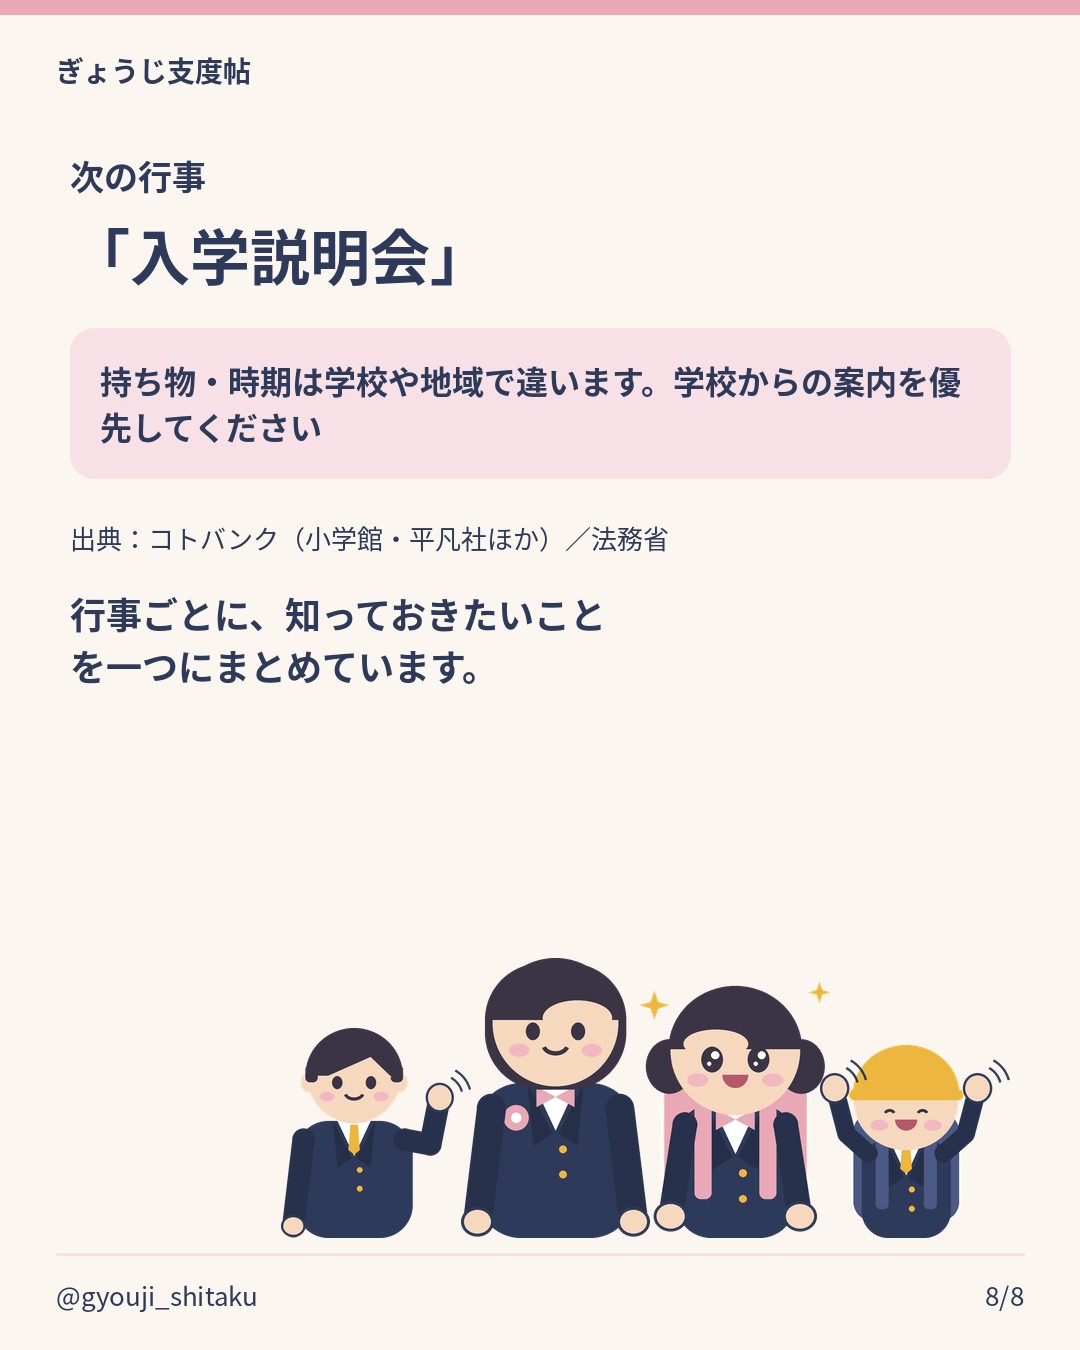 ぎょうじ支度帖
次の行事
「入学説明会」
持ち物・時期は学校や地域で違います。学校からの案内を優
先してください
出典：コトバンク（小学館・平凡社ほか）／法務省
行事ごとに、知っておきたいこと
を一つにまとめています。
@gyouji_shitaku
8/8